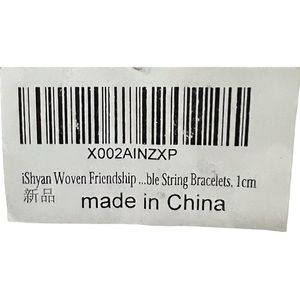 X002AINZXP
iShyan Woven Friendship ...ble String Bracelets, 1cm
新品
made in China